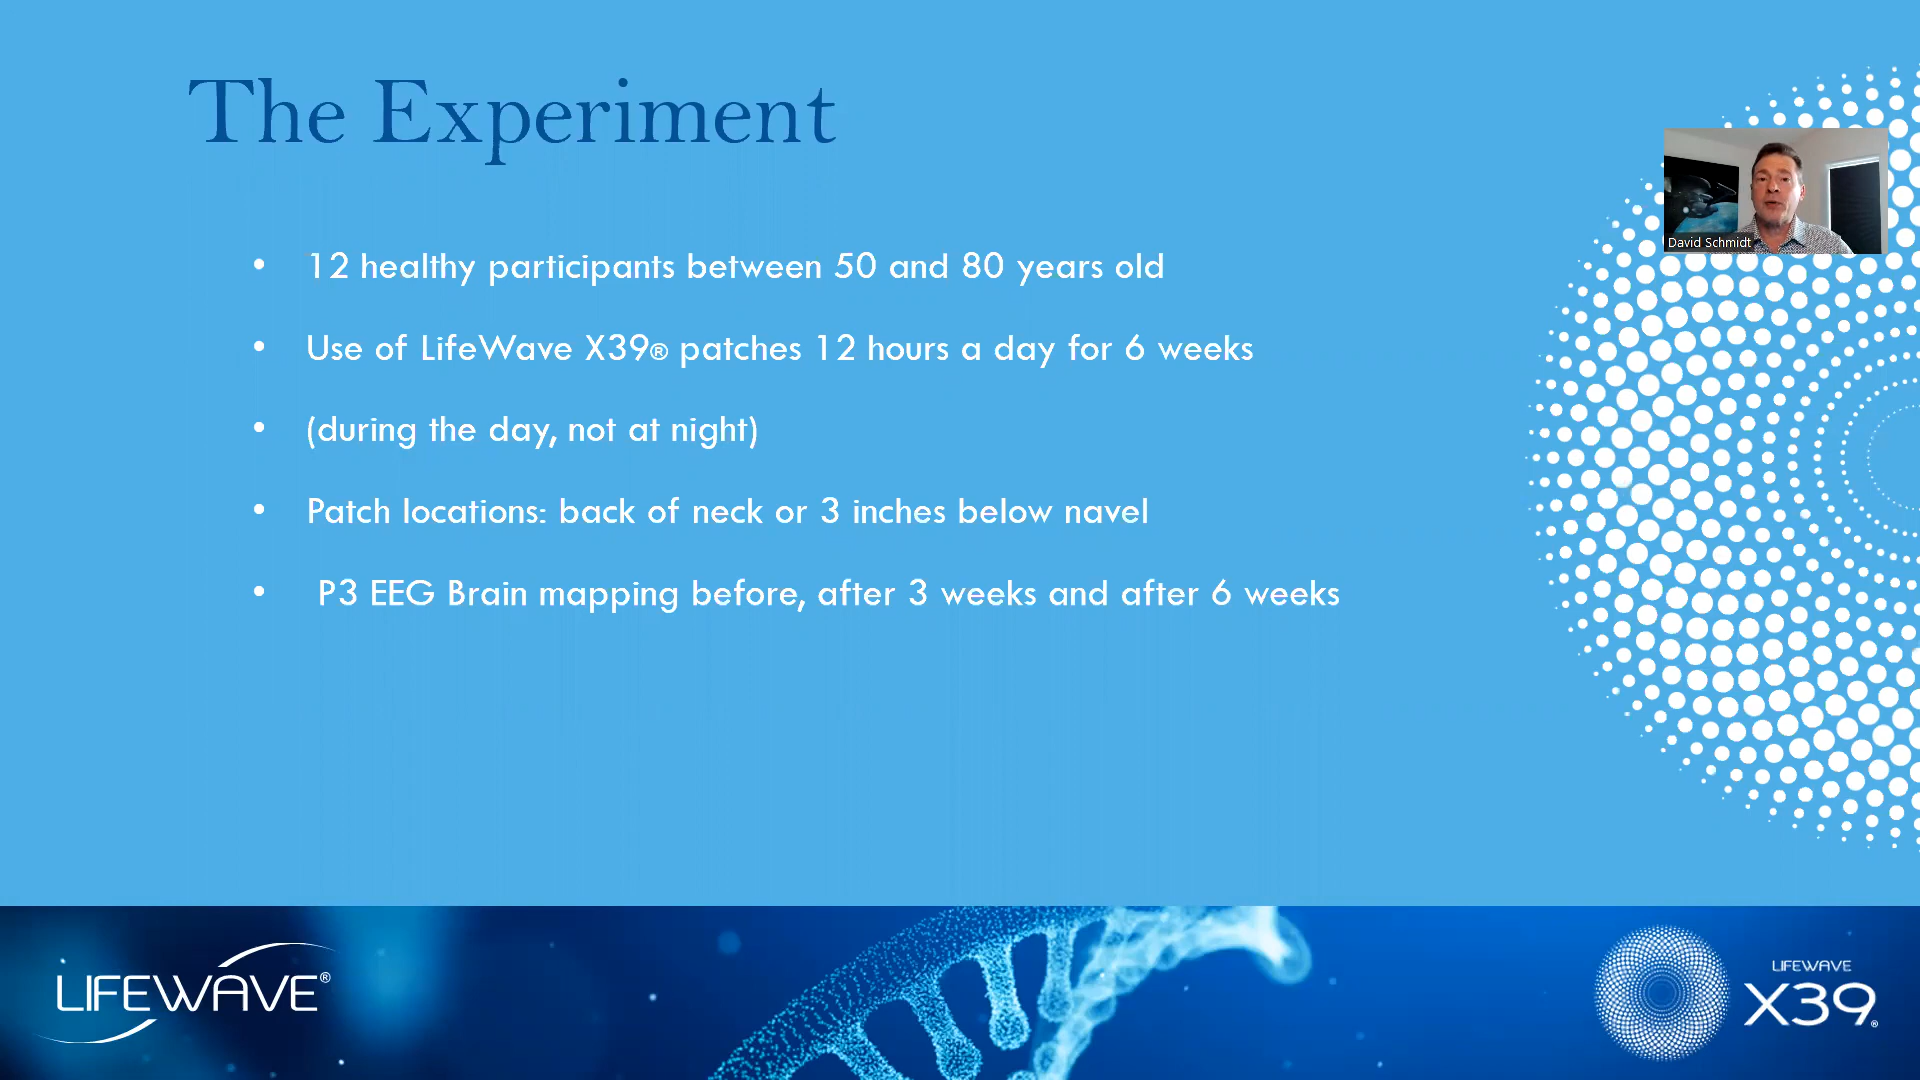 The Experiment
David Schmidt
• 12 healthy participants between 50 and 80 years old
• Use of LifeWave X39® patches 12 hours a day for 6 weeks
• (during the day, not at night)
• Patch locations: back of neck or 3 inches below navel
• P3 EEG Brain mapping before, after 3 weeks and after 6 weeks
LIFEWAVE®
LIFEWAVE
X39®